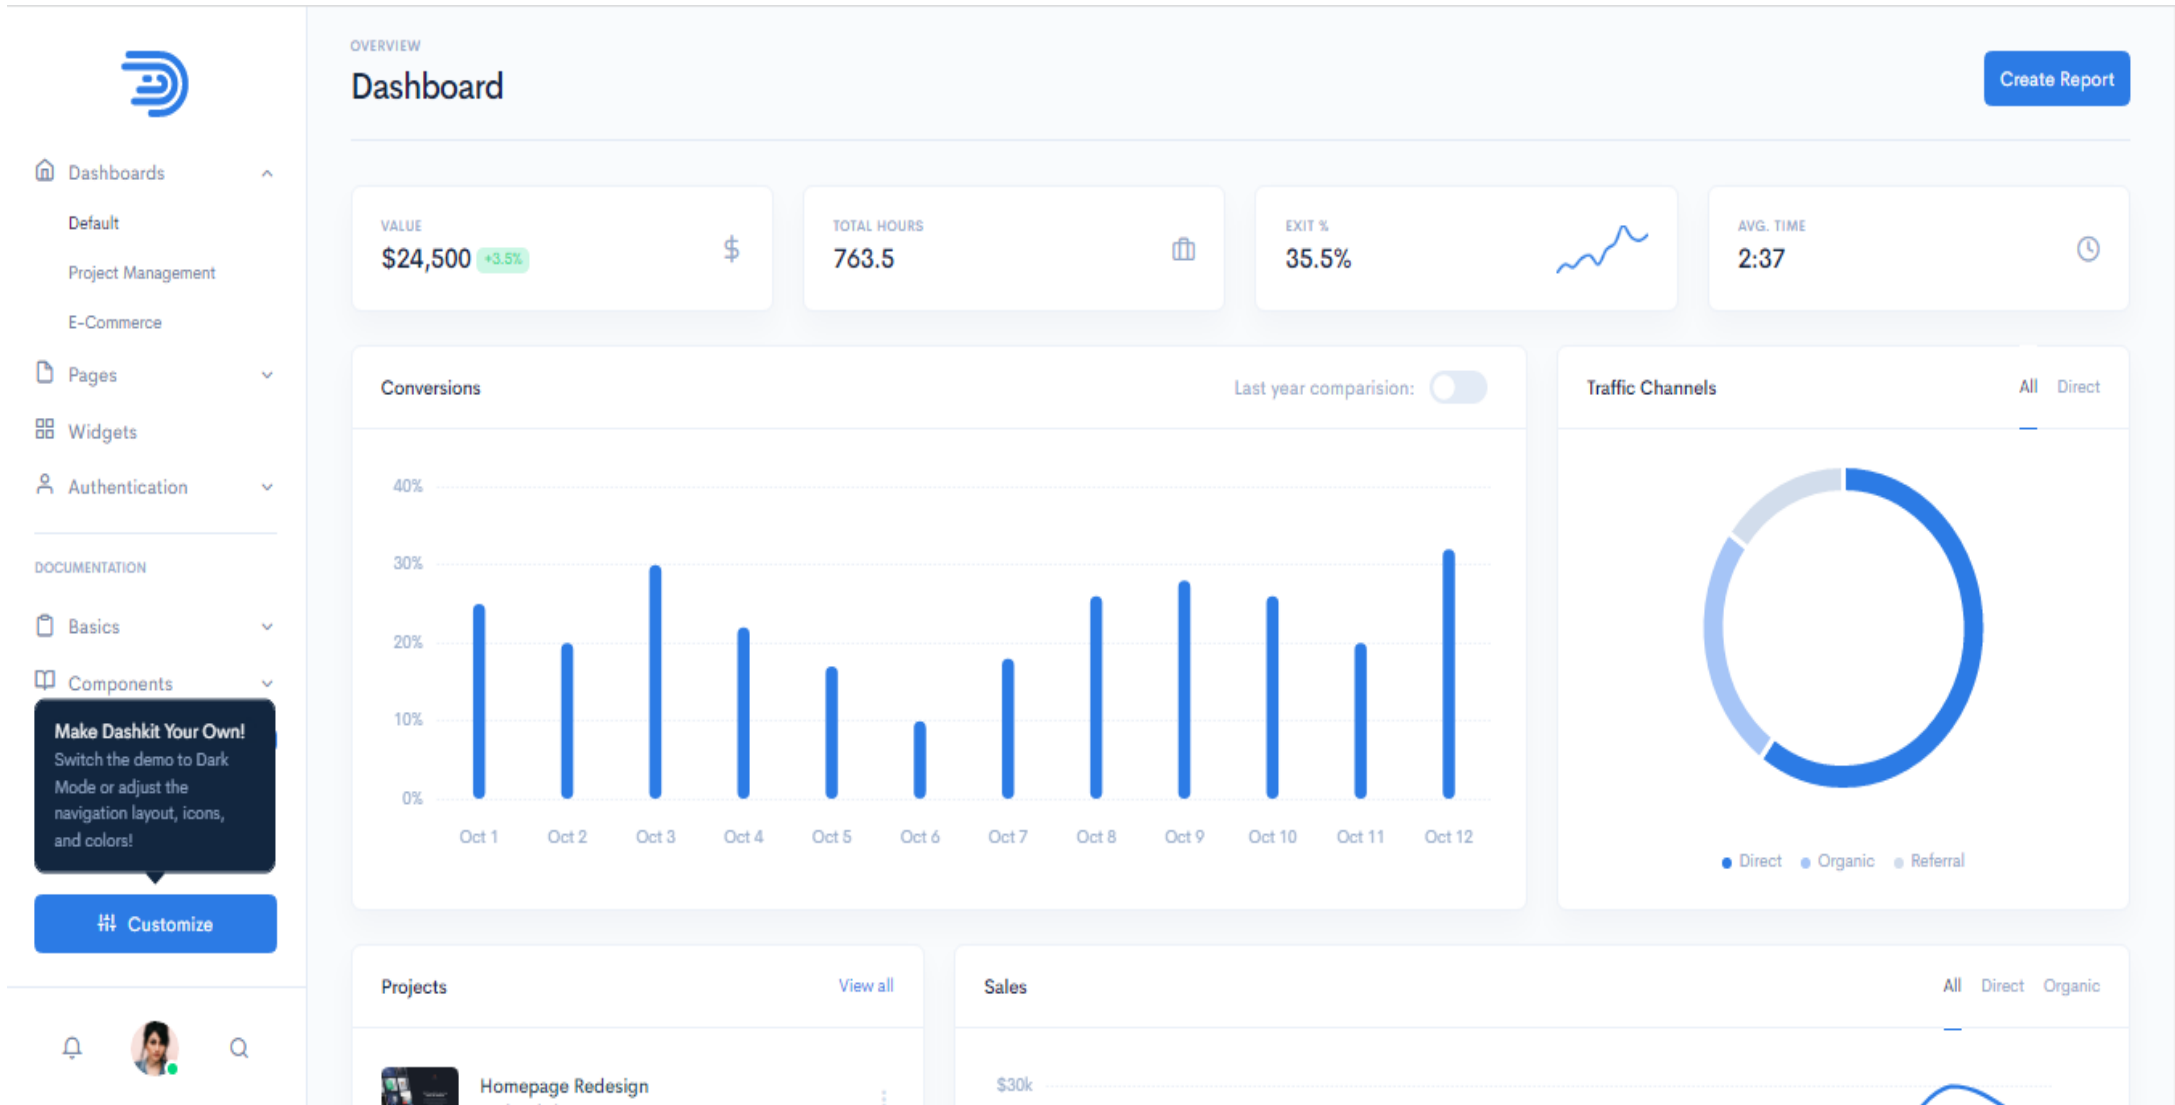 Dashboards
Default
Project Management
E-Commerce
Pages
Widgets
Authentication
DOCUMENTATION
Basics
Components
Make Dashkit Your Own!
Switch the demo to Dark
Mode or adjust the
navigation layout, icons,
and colors!
Customize
OVERVIEW
Dashboard
Create Report
VALUE
$24,500 +3.5%
TOTAL HOURS
763.5
EXIT %
35.5%
AVG. TIME
2:37
Conversions
Last year comparision:
40%
30%
20%
10%
0%
Oct 1 Oct 2 Oct 3 Oct 4 Oct 5 Oct 6 Oct 7 Oct 8 Oct 9 Oct 10 Oct 11 Oct 12
Traffic Channels
All Direct
Direct Organic Referral
Projects
View all
Homepage Redesign
Sales
All Direct Organic
$30k